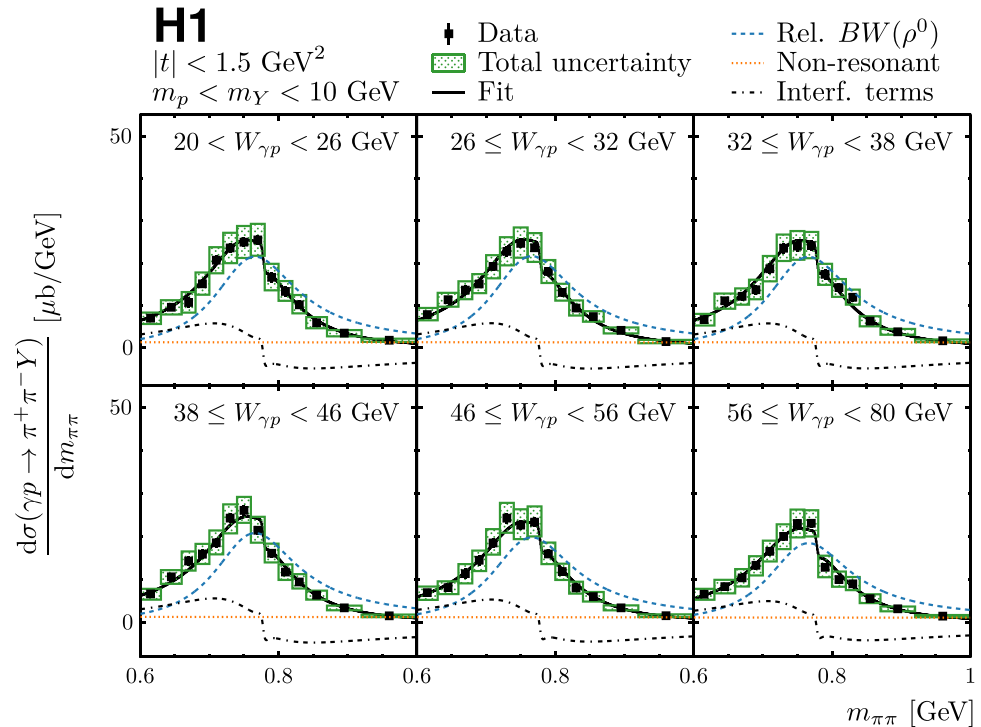 H1
|t| < 1.5 GeV²
m_p < m_Y < 10 GeV
Data
Total uncertainty
Fit
Rel. BW(ρ⁰)
Non-resonant
Interf. terms
dσ(γp → π⁺π⁻Y)
dm_ππ
[μb/GeV]
50
0
20 < W_γp < 26 GeV
26 ≤ W_γp < 32 GeV
32 ≤ W_γp < 38 GeV
50
0
38 ≤ W_γp < 46 GeV
46 ≤ W_γp < 56 GeV
56 ≤ W_γp < 80 GeV
0.6 0.8 0.6 0.8 0.6 0.8 1
m_ππ [GeV]